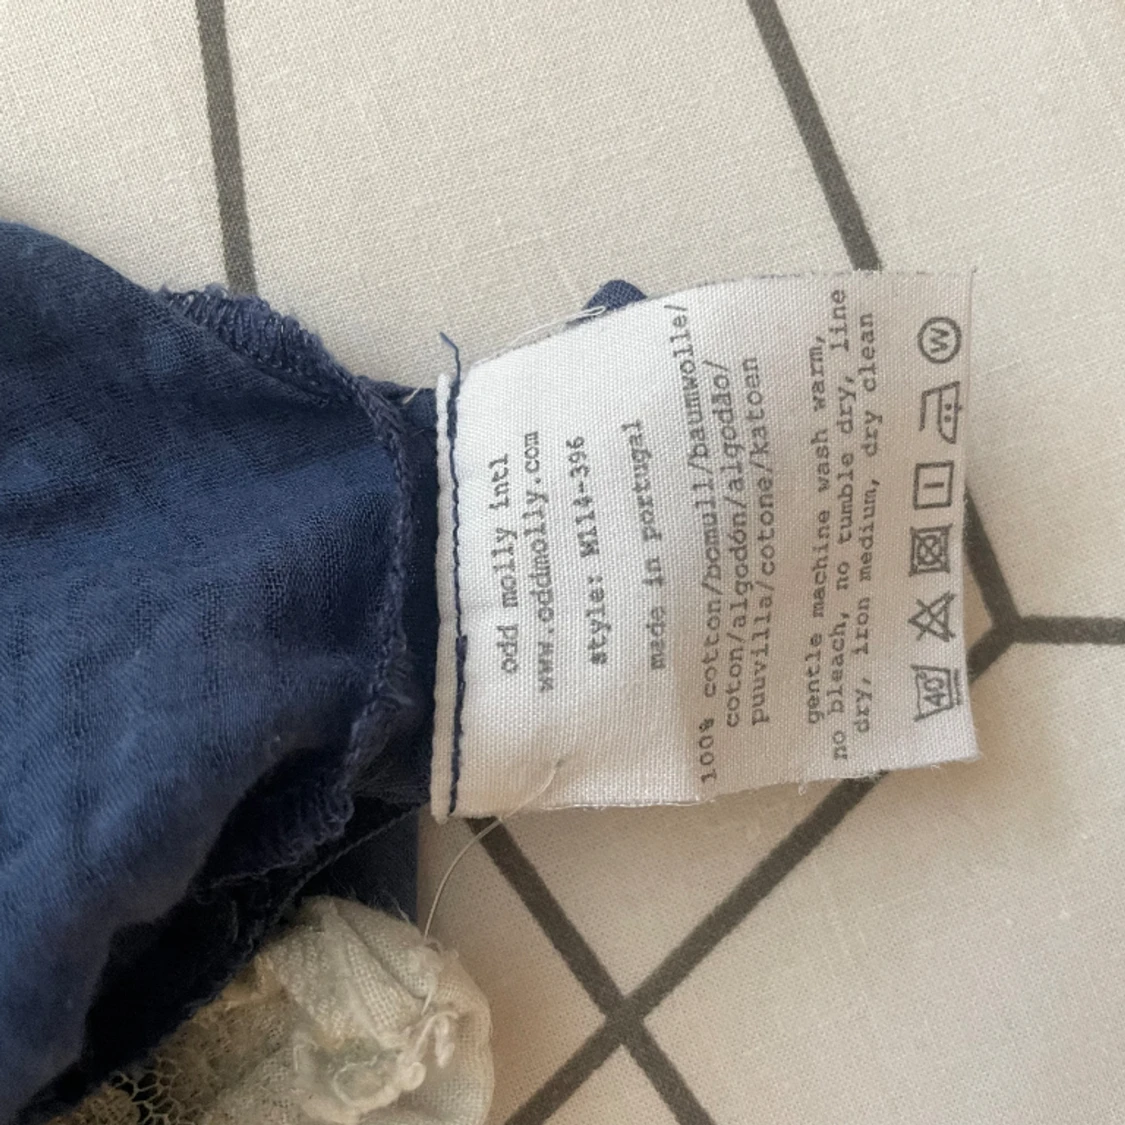 odd molly intl
www.oddmolly.com
style: M114-396
made in portugal
100% cotton/bomull/baumwolle/
coton/algodón/algodão/
puuvilla/cotone/katoen
gentle machine wash warm,
no bleach, no tumble dry, line
dry, iron medium, dry clean
40° W